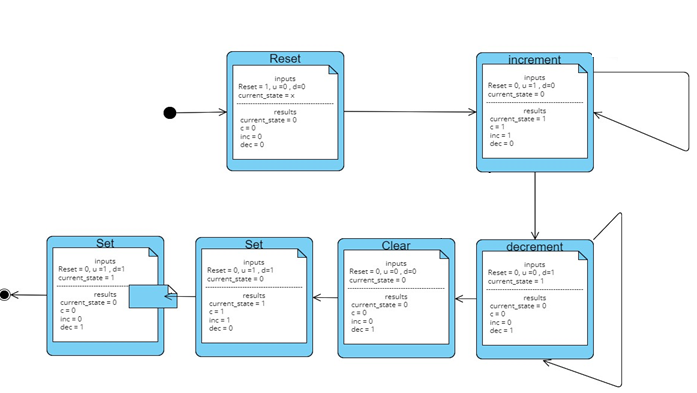 Reset
inputs
Reset = 1, u =0 , d=0
current_state = x
results
current_state = 0
c = 0
inc = 0
dec = 0
increment
inputs
Reset = 0, u =1 , d=0
current_state = 0
results
current_state = 1
c = 1
inc = 1
dec = 0
Set
inputs
Reset = 0, u =1 , d=1
current_state = 1
results
current_state = 0
c = 0
inc = 0
dec = 1
Set
inputs
Reset = 0, u =1 , d=1
current_state = 0
results
current_state = 1
c = 1
inc = 1
dec = 0
Clear
inputs
Reset = 0, u =0 , d=0
current_state = 0
results
current_state = 0
c = 0
inc = 0
dec = 1
decrement
inputs
Reset = 0, u =0 , d=1
current_state = 1
results
current_state = 0
c = 0
inc = 0
dec = 1